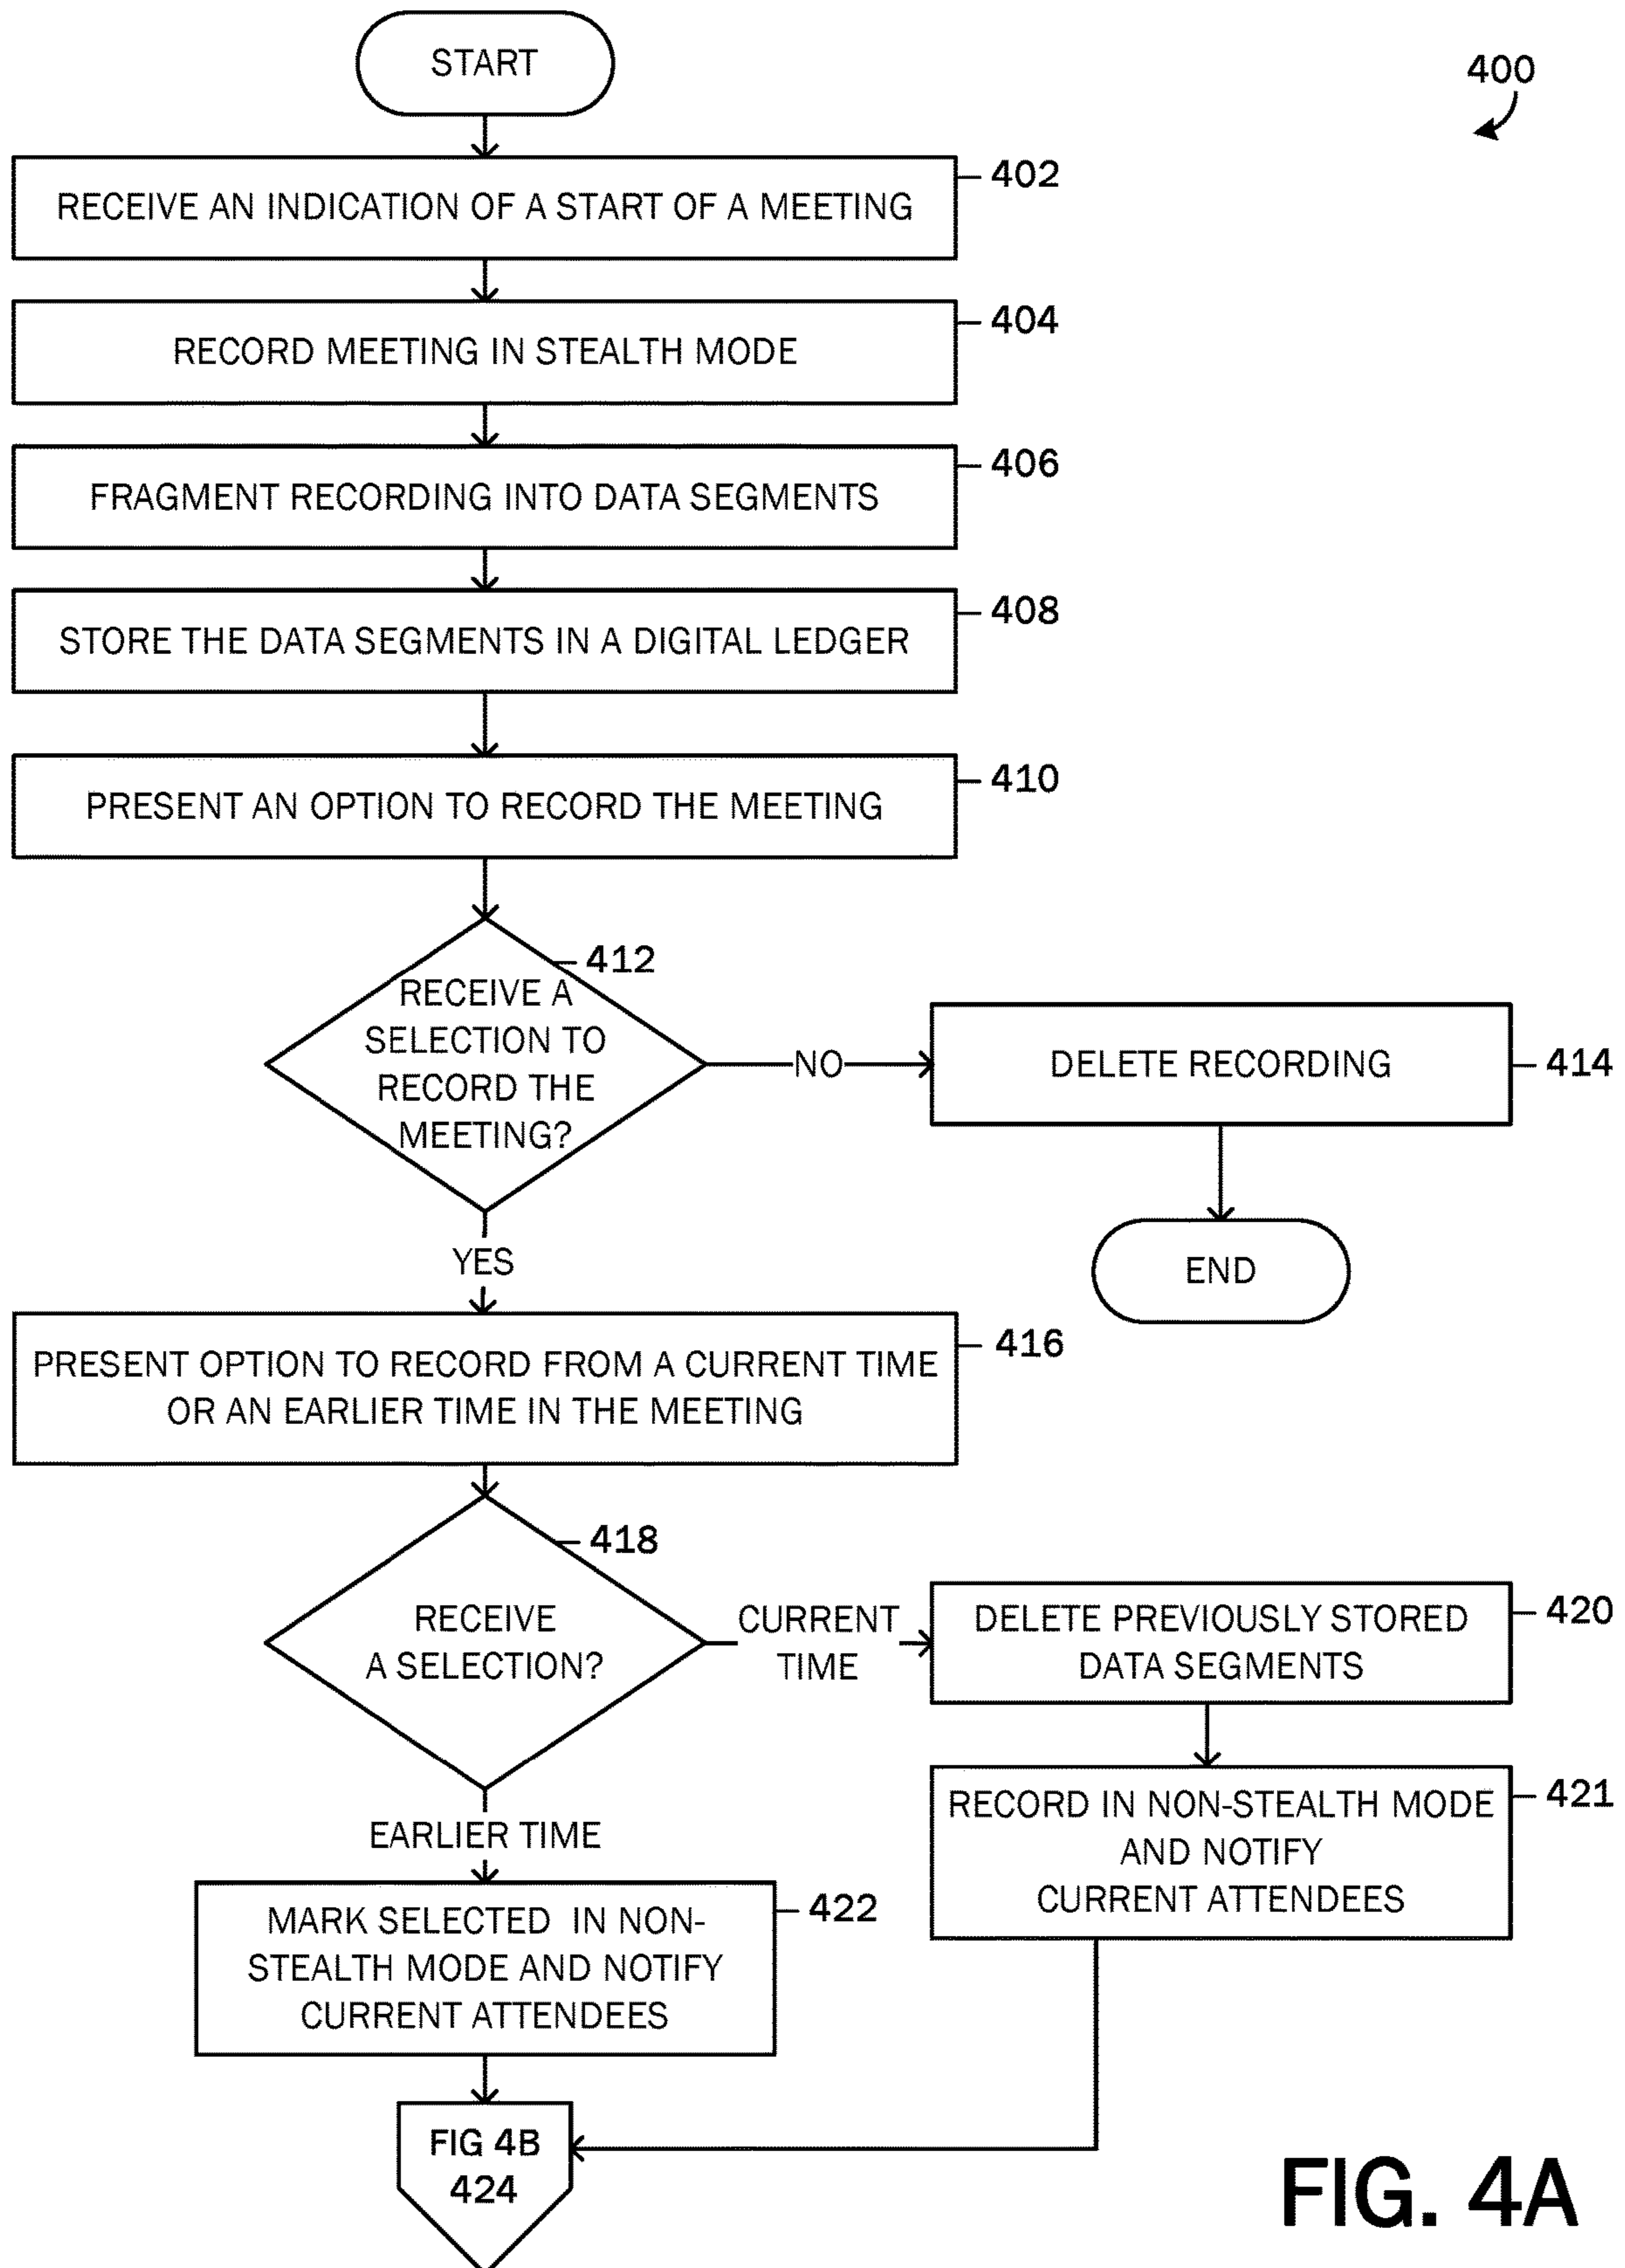 START
400
RECEIVE AN INDICATION OF A START OF A MEETING
402
RECORD MEETING IN STEALTH MODE
404
FRAGMENT RECORDING INTO DATA SEGMENTS
406
STORE THE DATA SEGMENTS IN A DIGITAL LEDGER
408
PRESENT AN OPTION TO RECORD THE MEETING
410
412
RECEIVE A
SELECTION TO
RECORD THE
MEETING?
NO
DELETE RECORDING
414
END
YES
PRESENT OPTION TO RECORD FROM A CURRENT TIME
OR AN EARLIER TIME IN THE MEETING
416
418
RECEIVE
A SELECTION?
CURRENT
TIME
DELETE PREVIOUSLY STORED
DATA SEGMENTS
420
RECORD IN NON-STEALTH MODE
AND NOTIFY
CURRENT ATTENDEES
421
EARLIER TIME
MARK SELECTED IN NON-
STEALTH MODE AND NOTIFY
CURRENT ATTENDEES
422
FIG 4B
424
FIG. 4A